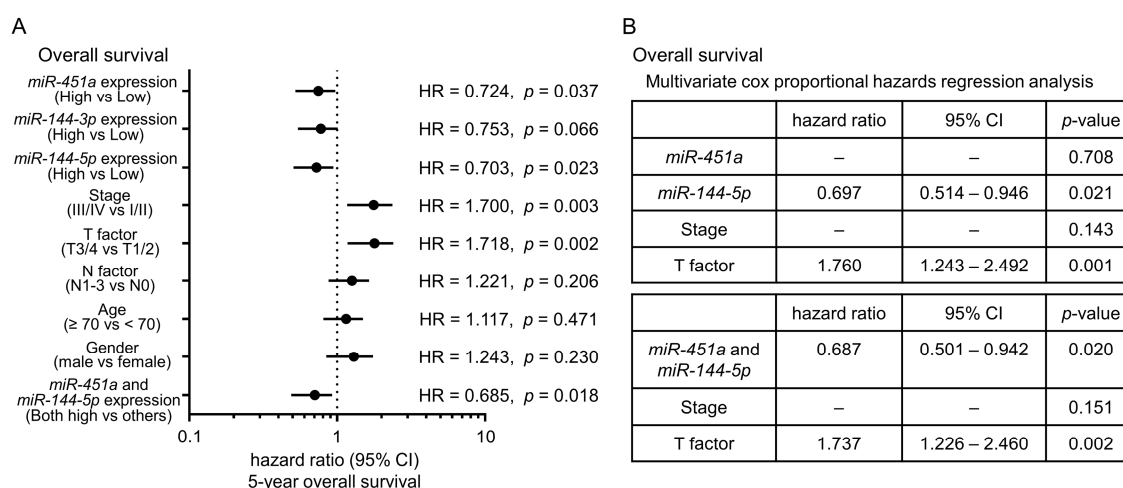 A
Overall survival
miR-451a expression
(High vs Low)
HR = 0.724, p = 0.037
miR-144-3p expression
(High vs Low)
HR = 0.753, p = 0.066
miR-144-5p expression
(High vs Low)
HR = 0.703, p = 0.023
Stage
(III/IV vs I/II)
HR = 1.700, p = 0.003
T factor
(T3/4 vs T1/2)
HR = 1.718, p = 0.002
N factor
(N1-3 vs N0)
HR = 1.221, p = 0.206
Age
(≥ 70 vs < 70)
HR = 1.117, p = 0.471
Gender
(male vs female)
HR = 1.243, p = 0.230
miR-451a and
miR-144-5p expression
(Both high vs others)
HR = 0.685, p = 0.018
0.1 1 10
hazard ratio (95% CI)
5-year overall survival
B
Overall survival
Multivariate cox proportional hazards regression analysis
hazard ratio 95% CI p-value
miR-451a – – 0.708
miR-144-5p 0.697 0.514 – 0.946 0.021
Stage – – 0.143
T factor 1.760 1.243 – 2.492 0.001
hazard ratio 95% CI p-value
miR-451a and 0.687 0.501 – 0.942 0.020
miR-144-5p
Stage – – 0.151
T factor 1.737 1.226 – 2.460 0.002